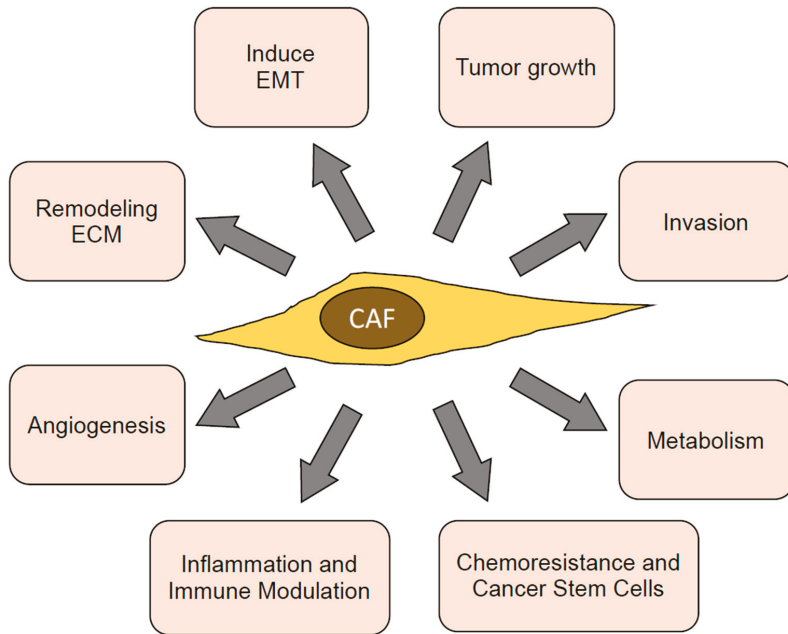 Induce
EMT
Tumor growth
Remodeling
ECM
Invasion
CAF
Angiogenesis
Metabolism
Inflammation and
Immune Modulation
Chemoresistance and
Cancer Stem Cells